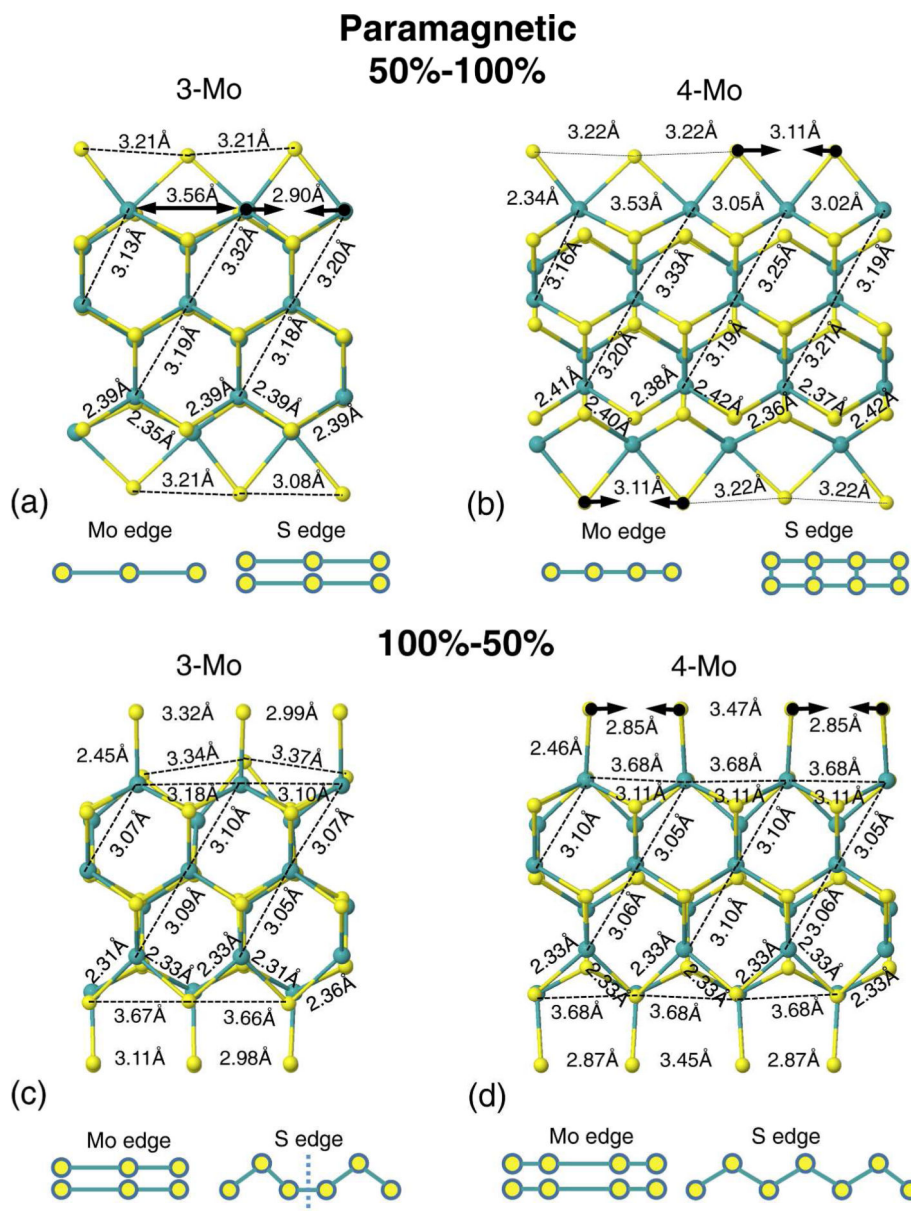 Paramagnetic
50%-100%
3-Mo
4-Mo
3.21Å 3.21Å
3.56Å 2.90Å
3.13Å 3.32Å 3.20Å
3.19Å 3.18Å
2.39Å 2.39Å 2.39Å
2.35Å 2.39Å
3.21Å 3.08Å
(a)
Mo edge
S edge
3.22Å 3.22Å 3.11Å
2.34Å 3.53Å 3.05Å 3.02Å
3.16Å 3.33Å 3.25Å 3.19Å
3.20Å 3.19Å 3.21Å
2.41Å 2.38Å 2.42Å 2.37Å
2.40Å 2.36Å 2.42Å
3.11Å 3.22Å 3.22Å
(b)
Mo edge
S edge
100%-50%
3-Mo
4-Mo
3.32Å 2.99Å
2.45Å 3.34Å 3.37Å
3.18Å 3.10Å
3.07Å 3.10Å 3.07Å
3.09Å 3.05Å
2.31Å 2.33Å 2.33Å 2.31Å 2.36Å
3.67Å 3.66Å
3.11Å 2.98Å
(c)
Mo edge
S edge
2.85Å 3.47Å 2.85Å
2.46Å 3.68Å 3.68Å 3.68Å
3.11Å 3.11Å 3.11Å
3.10Å 3.05Å 3.10Å 3.05Å
3.06Å 3.10Å 3.06Å
2.33Å 2.33Å 2.33Å 2.33Å
2.33Å 2.33Å 2.33Å
3.68Å 3.68Å 3.68Å
2.87Å 3.45Å 2.87Å
(d)
Mo edge
S edge